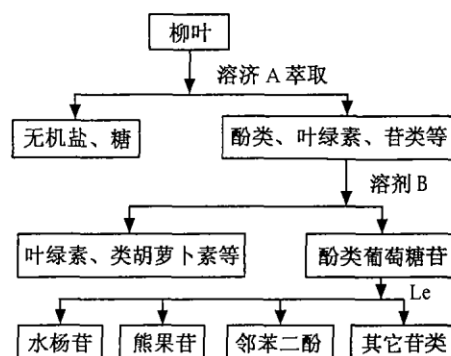 柳叶
溶济 A 萃取
无机盐、糖
酚类、叶绿素、苷类等
溶剂 B
叶绿素、类胡萝卜素等
酚类葡萄糖苷
Le
水杨苷
熊果苷
邻苯二酚
其它苷类